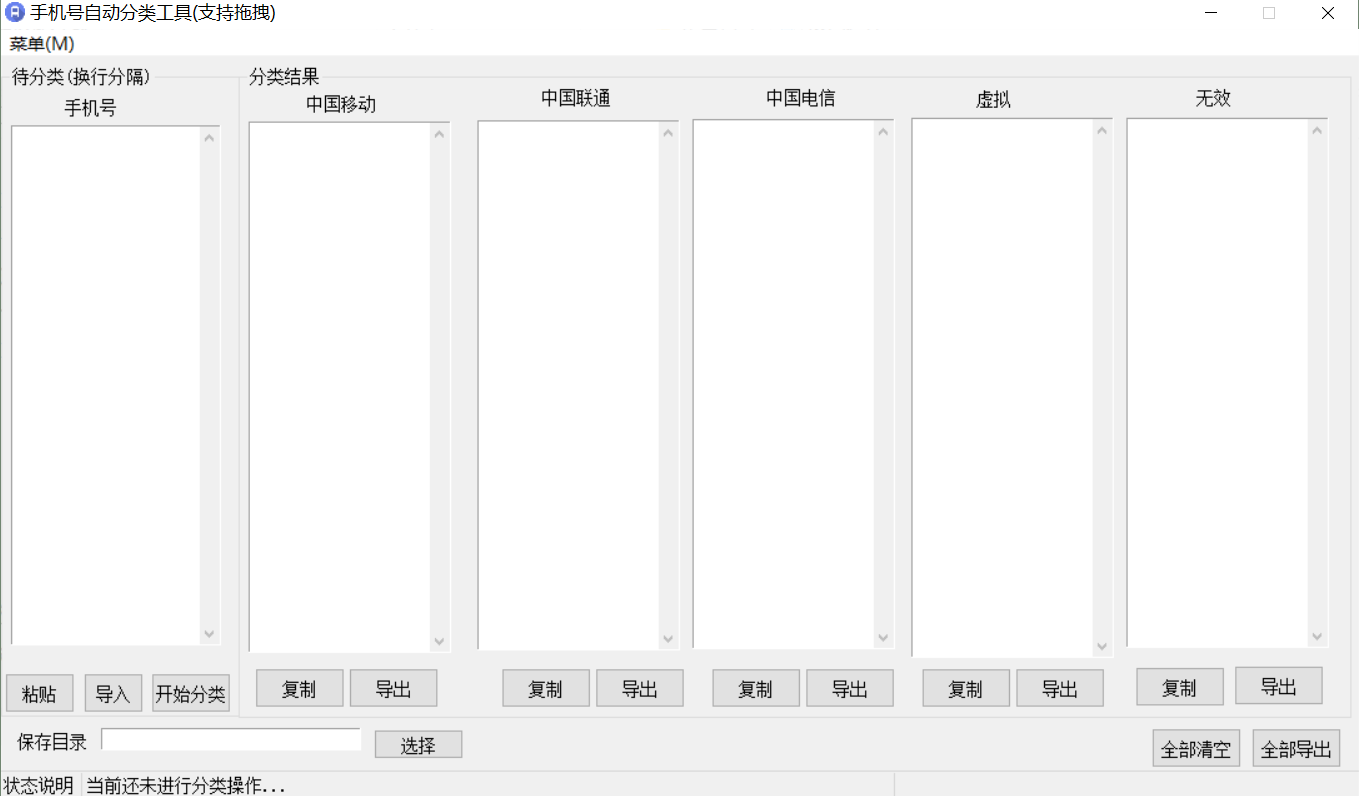 手机号自动分类工具(支持拖拽)
菜单(M)
待分类(换行分隔)
手机号
分类结果
中国移动
中国联通
中国电信
虚拟
无效
粘贴
导入
开始分类
复制
导出
复制
导出
复制
导出
复制
导出
复制
导出
保存目录
选择
全部清空
全部导出
状态说明
当前还未进行分类操作...